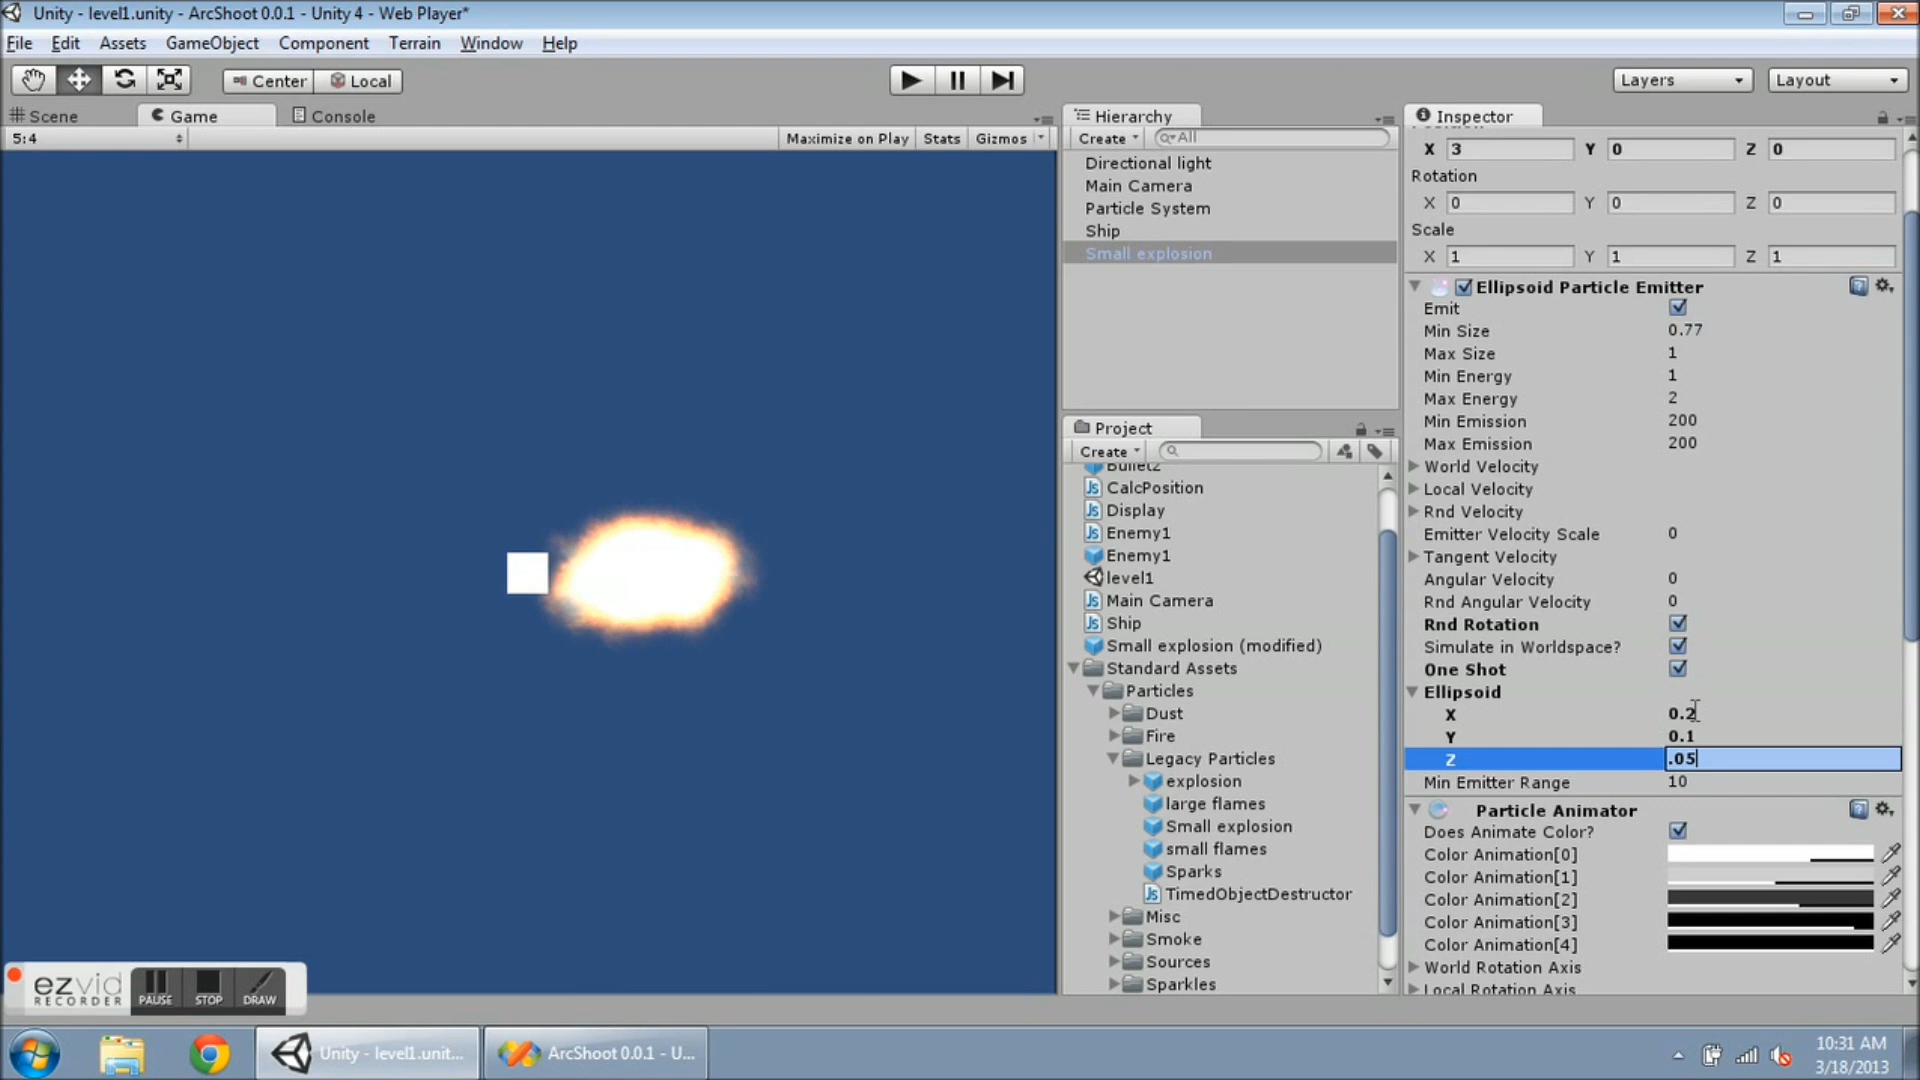 Unity - level1.unity - ArcShoot 0.0.1 - Unity 4 - Web Player*
File Edit Assets GameObject Component Terrain Window Help
Center Local Layers Layout
Scene Game Console
5:4 Maximize on Play Stats Gizmos
Hierarchy
Create All
Directional light
Main Camera
Particle System
Ship
Small explosion
Project
Create
Bullet2
CalcPosition
Display
Enemy1
Enemy1
level1
Main Camera
Ship
Small explosion (modified)
Standard Assets
Particles
Dust
Fire
Legacy Particles
explosion
large flames
Small explosion
small flames
Sparks
TimedObjectDestructor
Misc
Smoke
Sources
Sparkles
Inspector
X 3 Y 0 Z 0
Rotation
X 0 Y 0 Z 0
Scale
X 1 Y 1 Z 1
Ellipsoid Particle Emitter
Emit
Min Size 0.77
Max Size 1
Min Energy 1
Max Energy 2
Min Emission 200
Max Emission 200
World Velocity
Local Velocity
Rnd Velocity
Emitter Velocity Scale 0
Tangent Velocity
Angular Velocity 0
Rnd Angular Velocity 0
Rnd Rotation
Simulate in Worldspace?
One Shot
Ellipsoid
X 0.2
Y 0.1
Z .05
Min Emitter Range 10
Particle Animator
Does Animate Color?
Color Animation[0]
Color Animation[1]
Color Animation[2]
Color Animation[3]
Color Animation[4]
World Rotation Axis
Local Rotation Axis
ezvid
RECORDER
PAUSE STOP DRAW
Unity - level1.unit...
ArcShoot 0.0.1 - U...
10:31 AM
3/18/2013